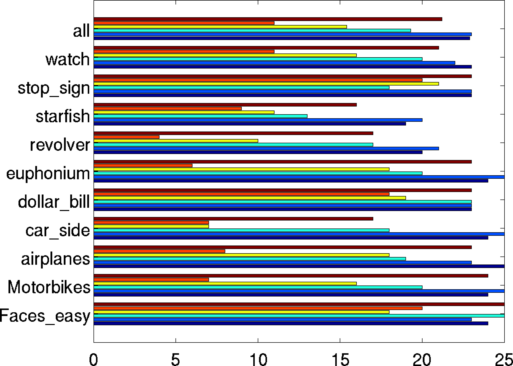 all
watch
stop_sign
starfish
revolver
euphonium
dollar_bill
car_side
airplanes
Motorbikes
Faces_easy
0 5 10 15 20 25